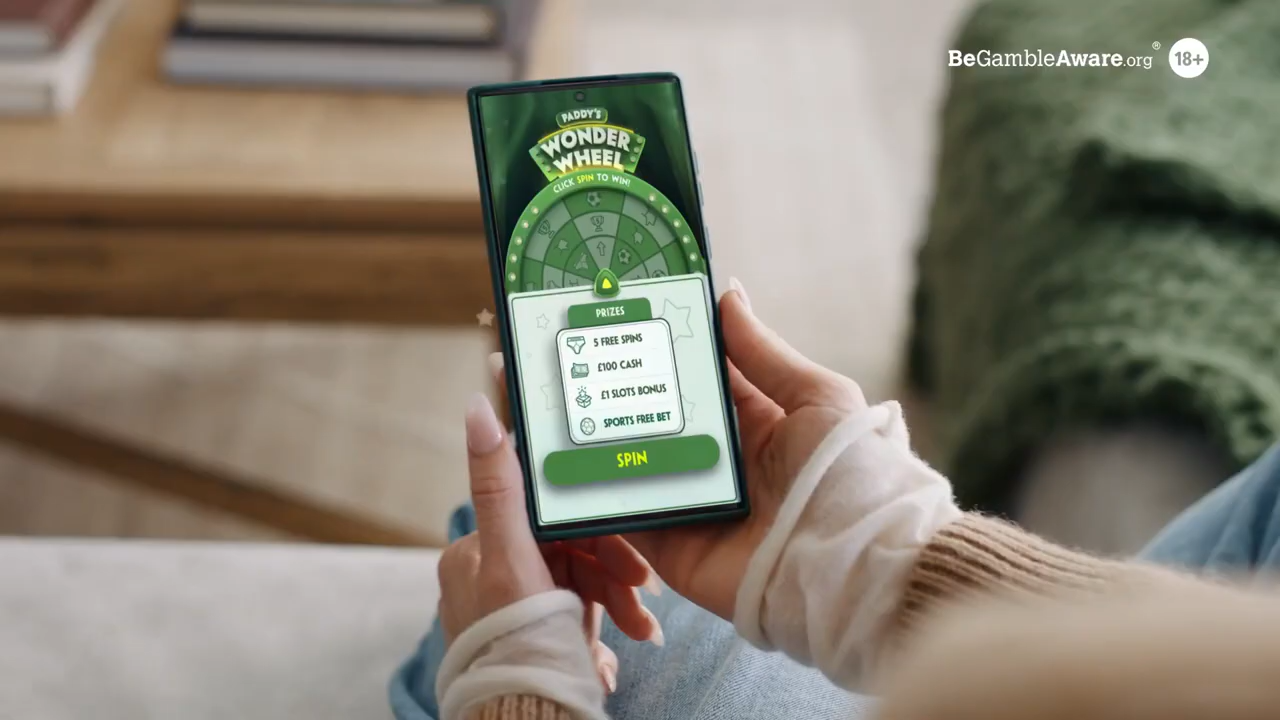 BeGambleAware.org® 18+
PADDY'S
WONDER
WHEEL
CLICK SPIN TO WIN!
PRIZES
5 FREE SPINS
£100 CASH
£1 SLOTS BONUS
SPORTS FREE BET
SPIN